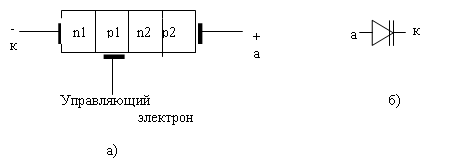 -
к
n1 p1 n2 p2
+
а
Управляющий
электрон
а)
а
к
б)